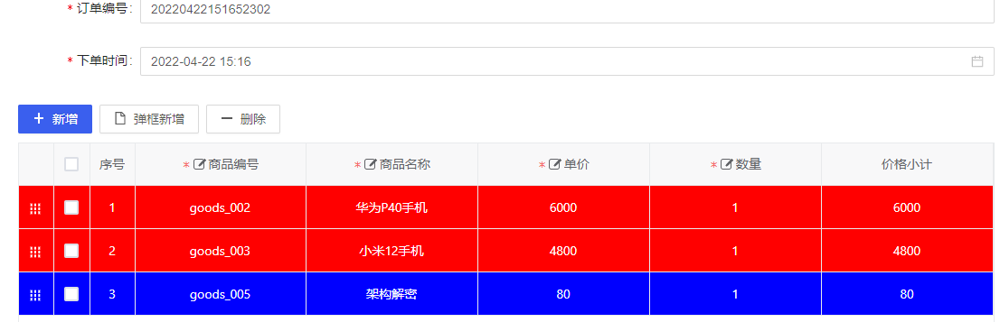 * 订单编号: 20220422151652302
* 下单时间: 2022-04-22 15:16
新增 弹框新增 删除
序号 * 商品编号 * 商品名称 * 单价 * 数量 价格小计
1 goods_002 华为P40手机 6000 1 6000
2 goods_003 小米12手机 4800 1 4800
3 goods_005 架构解密 80 1 80